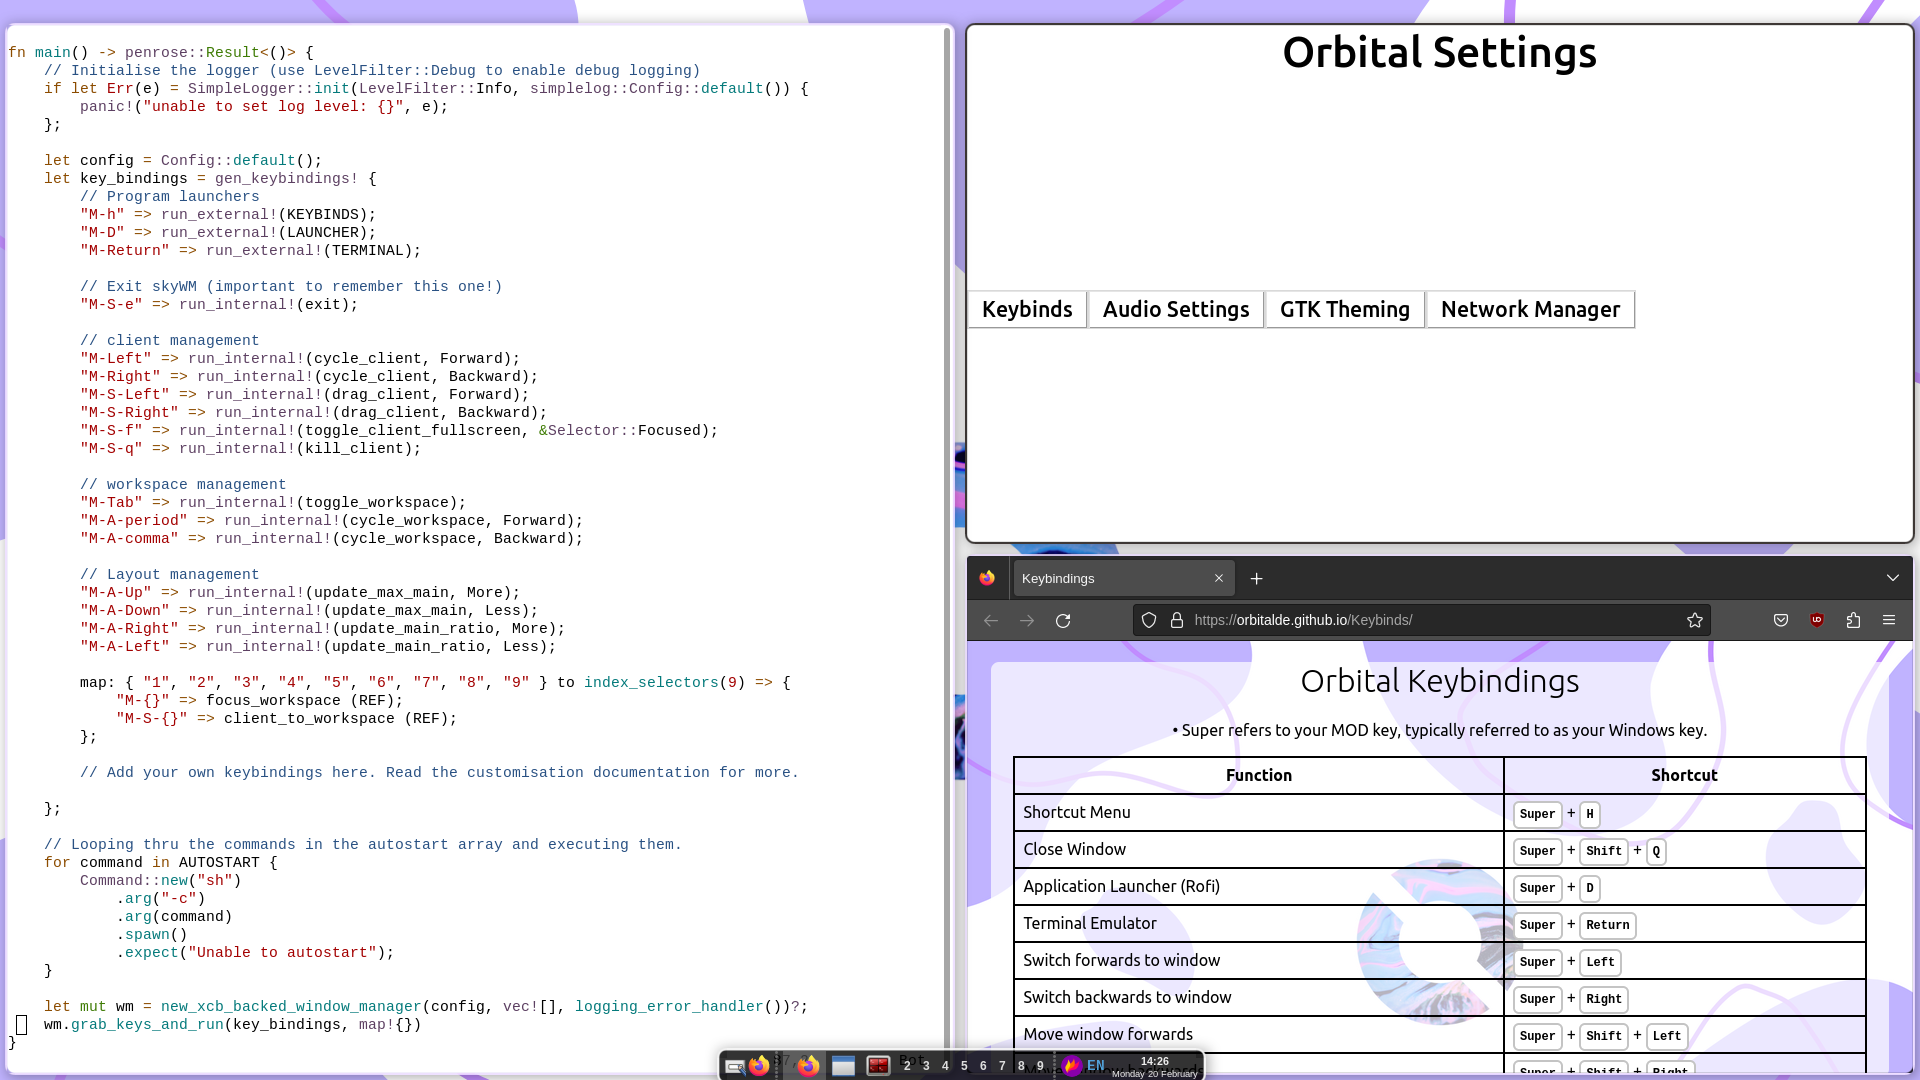 fn main() -> penrose::Result<()> {
    // Initialise the logger (use LevelFilter::Debug to enable debug logging)
    if let Err(e) = SimpleLogger::init(LevelFilter::Info, simplelog::Config::default()) {
        panic!("unable to set log level: {}", e);
    };

    let config = Config::default();
    let key_bindings = gen_keybindings! {
        // Program launchers
        "M-h" => run_external!(KEYBINDS);
        "M-D" => run_external!(LAUNCHER);
        "M-Return" => run_external!(TERMINAL);

        // Exit skyWM (important to remember this one!)
        "M-S-e" => run_internal!(exit);

        // client management
        "M-Left" => run_internal!(cycle_client, Forward);
        "M-Right" => run_internal!(cycle_client, Backward);
        "M-S-Left" => run_internal!(drag_client, Forward);
        "M-S-Right" => run_internal!(drag_client, Backward);
        "M-S-f" => run_internal!(toggle_client_fullscreen, &Selector::Focused);
        "M-S-q" => run_internal!(kill_client);

        // workspace management
        "M-Tab" => run_internal!(toggle_workspace);
        "M-A-period" => run_internal!(cycle_workspace, Forward);
        "M-A-comma" => run_internal!(cycle_workspace, Backward);

        // Layout management
        "M-A-Up" => run_internal!(update_max_main, More);
        "M-A-Down" => run_internal!(update_max_main, Less);
        "M-A-Right" => run_internal!(update_main_ratio, More);
        "M-A-Left" => run_internal!(update_main_ratio, Less);

        map: { "1", "2", "3", "4", "5", "6", "7", "8", "9" } to index_selectors(9) => {
            "M-{}" => focus_workspace (REF);
            "M-S-{}" => client_to_workspace (REF);
        };

        // Add your own keybindings here. Read the customisation documentation for more.

    };

    // Looping thru the commands in the autostart array and executing them.
    for command in AUTOSTART {
        Command::new("sh")
            .arg("-c")
            .arg(command)
            .spawn()
            .expect("Unable to autostart");
    }

    let mut wm = new_xcb_backed_window_manager(config, vec![], logging_error_handler())?;
    wm.grab_keys_and_run(key_bindings, map!{})
}
Orbital Settings
Keybinds Audio Settings GTK Theming Network Manager
Keybindings
https://orbitalde.github.io/Keybinds/
Orbital Keybindings
• Super refers to your MOD key, typically referred to as your Windows key.
Function Shortcut
Shortcut Menu Super + H
Close Window Super + Shift + Q
Application Launcher (Rofi) Super + D
Terminal Emulator Super + Return
Switch forwards to window Super + Left
Switch backwards to window Super + Right
Move window forwards Super + Shift + Left
Super + Shift + Right
2 3 4 5 6 7 8 9 EN 14:26
Monday 20 February